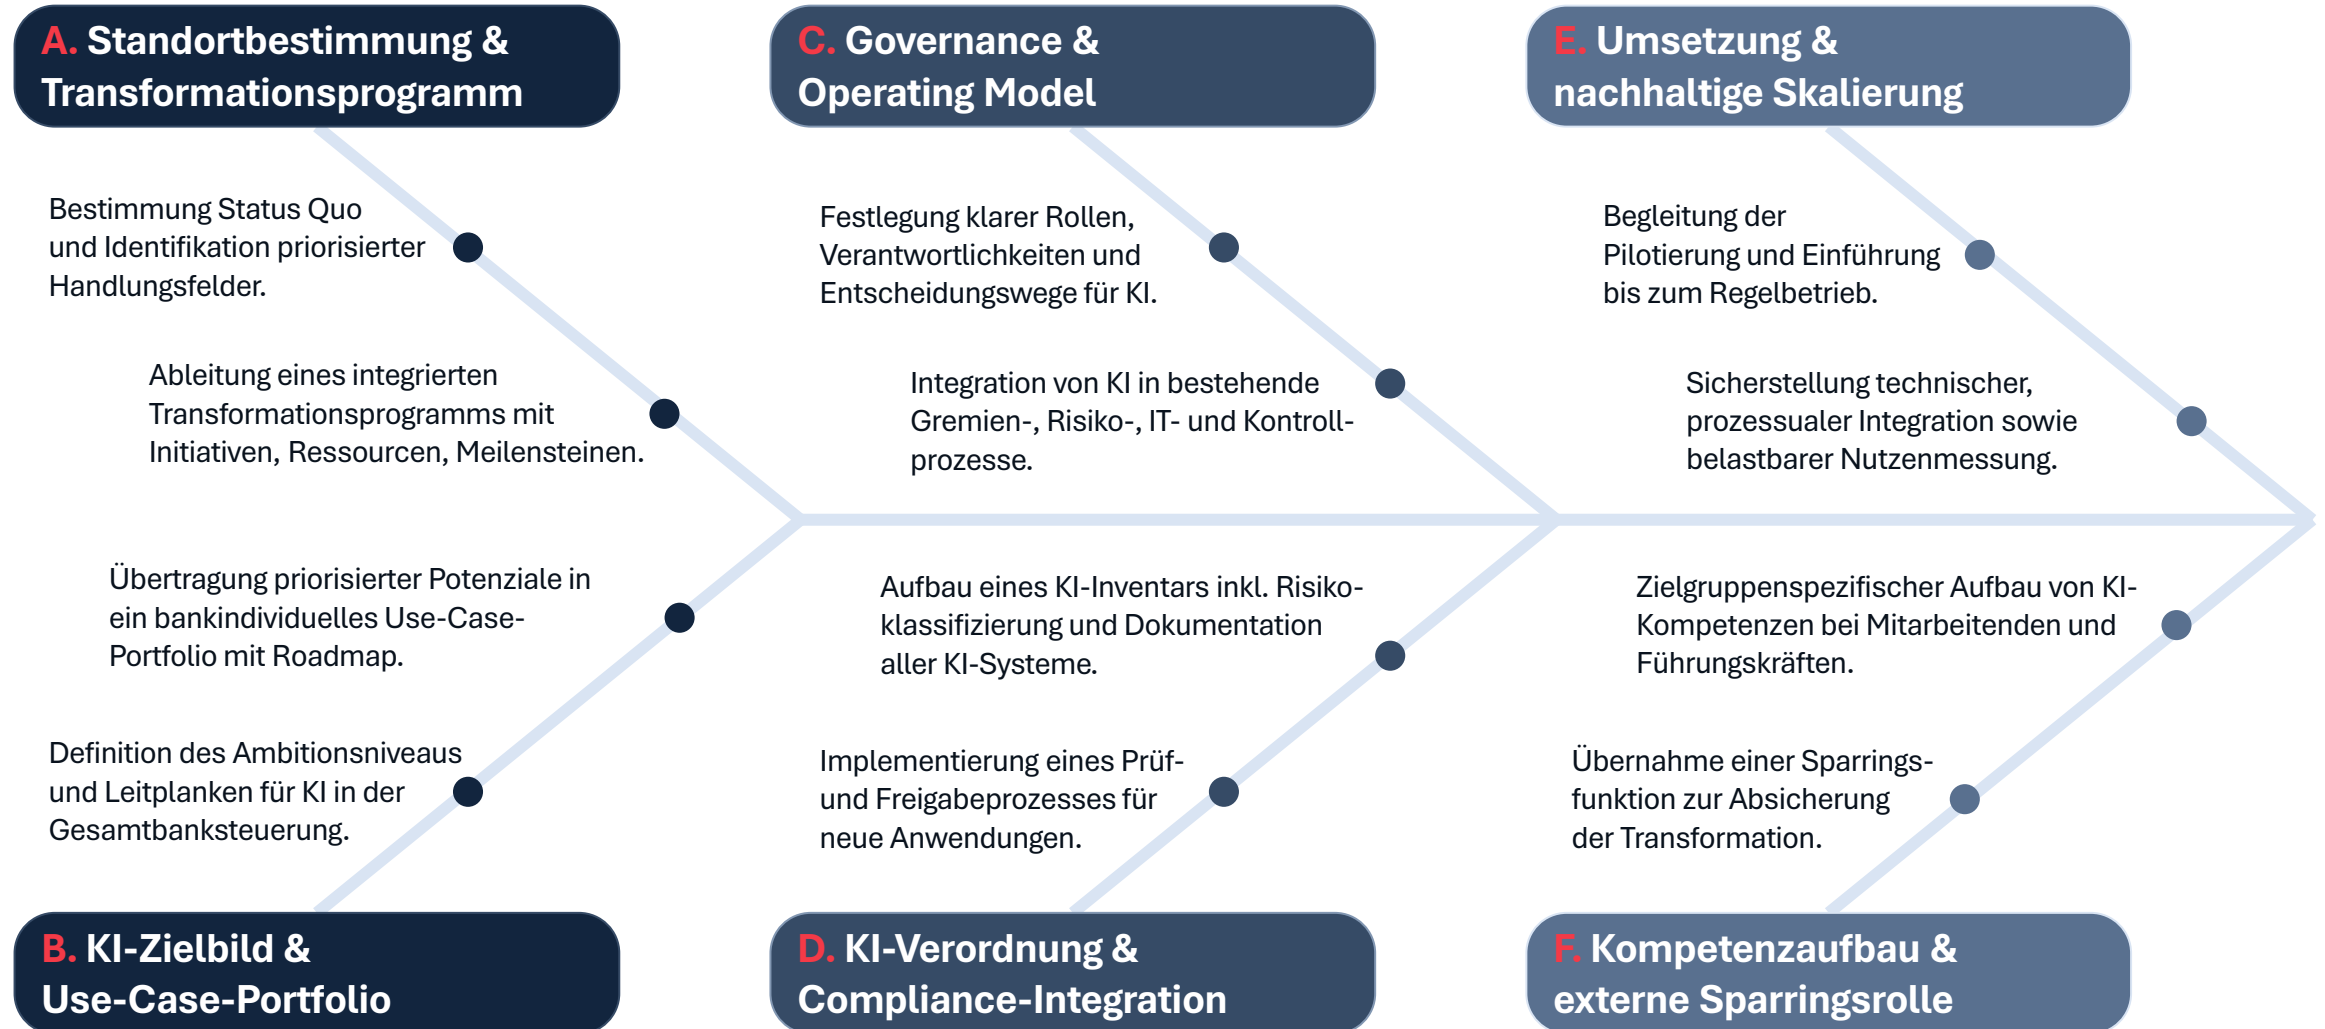 A. Standortbestimmung &
Transformationsprogramm
Bestimmung Status Quo
und Identifikation priorisierter
Handlungsfelder.
Ableitung eines integrierten
Transformationsprogramms mit
Initiativen, Ressourcen, Meilensteinen.
Übertragung priorisierter Potenziale in
ein bankindividuelles Use-Case-
Portfolio mit Roadmap.
Definition des Ambitionsniveaus
und Leitplanken für KI in der
Gesamtbanksteuerung.
B. KI-Zielbild &
Use-Case-Portfolio
C. Governance &
Operating Model
Festlegung klarer Rollen,
Verantwortlichkeiten und
Entscheidungswege für KI.
Integration von KI in bestehende
Gremien-, Risiko-, IT- und Kontroll-
prozesse.
Aufbau eines KI-Inventars inkl. Risiko-
klassifizierung und Dokumentation
aller KI-Systeme.
Implementierung eines Prüf-
und Freigabeprozesses für
neue Anwendungen.
D. KI-Verordnung &
Compliance-Integration
E. Umsetzung &
nachhaltige Skalierung
Begleitung der
Pilotierung und Einführung
bis zum Regelbetrieb.
Sicherstellung technischer,
prozessualer Integration sowie
belastbarer Nutzenmessung.
Zielgruppenspezifischer Aufbau von KI-
Kompetenzen bei Mitarbeitenden und
Führungskräften.
Übernahme einer Sparrings-
funktion zur Absicherung
der Transformation.
F. Kompetenzaufbau &
externe Sparringsrolle